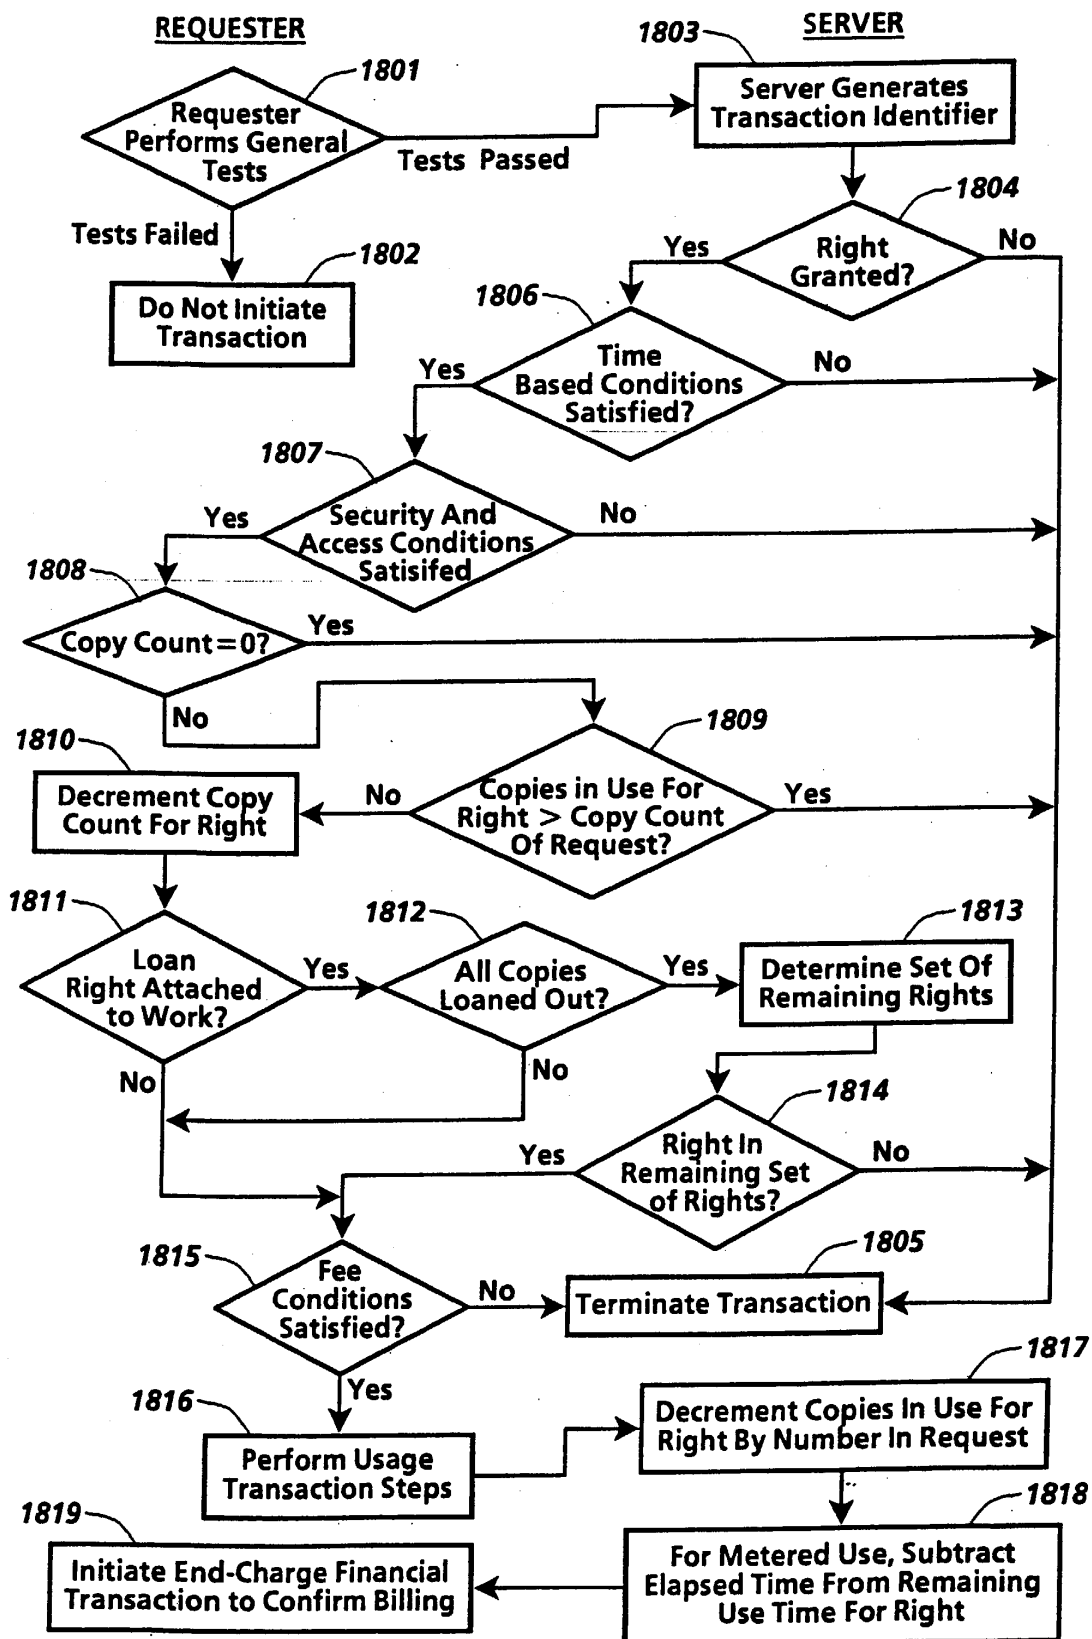 REQUESTER
SERVER
1801
1803
Requester
Performs General
Tests
Server Generates
Transaction Identifier
Tests Passed
Tests Failed
1802
Do Not Initiate
Transaction
1804
Right
Granted?
Yes
No
1806
Time
Based Conditions
Satisfied?
Yes
No
1807
Security And
Access Conditions
Satisifed
Yes
No
1808
Copy Count=0?
Yes
No
1809
Copies in Use For
Right > Copy Count
Of Request?
No
Yes
1810
Decrement Copy
Count For Right
1811
Loan
Right Attached
to Work?
Yes
No
1812
All Copies
Loaned Out?
Yes
No
1813
Determine Set Of
Remaining Rights
1814
Right In
Remaining Set
of Rights?
Yes
No
1815
Fee
Conditions
Satisfied?
No
Yes
1805
Terminate Transaction
1816
Perform Usage
Transaction Steps
1817
Decrement Copies In Use For
Right By Number In Request
1818
For Metered Use, Subtract
Elapsed Time From Remaining
Use Time For Right
1819
Initiate End-Charge Financial
Transaction to Confirm Billing